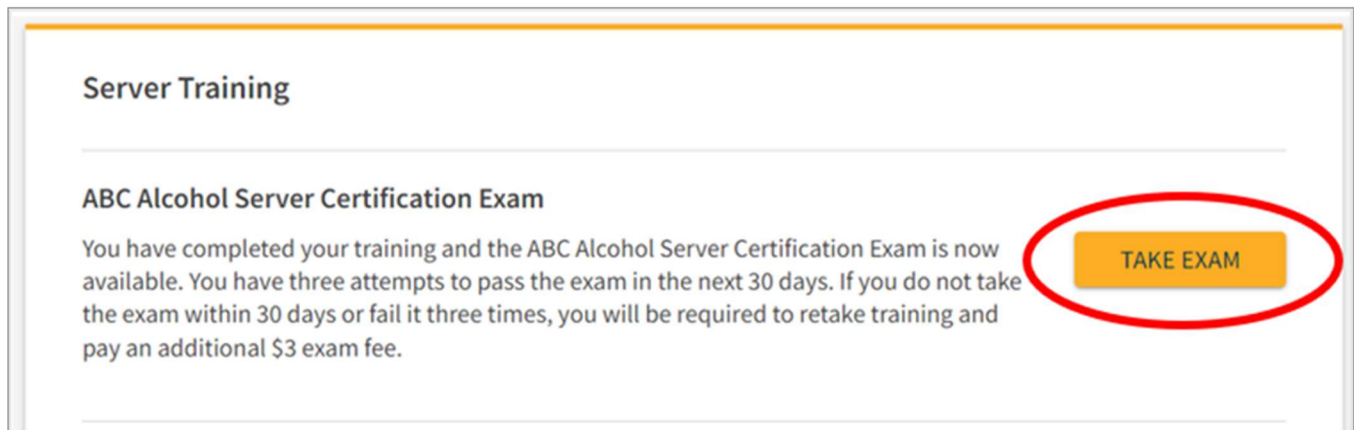 Server Training
ABC Alcohol Server Certification Exam
You have completed your training and the ABC Alcohol Server Certification Exam is now
available. You have three attempts to pass the exam in the next 30 days. If you do not take
the exam within 30 days or fail it three times, you will be required to retake training and
pay an additional $3 exam fee.
TAKE EXAM